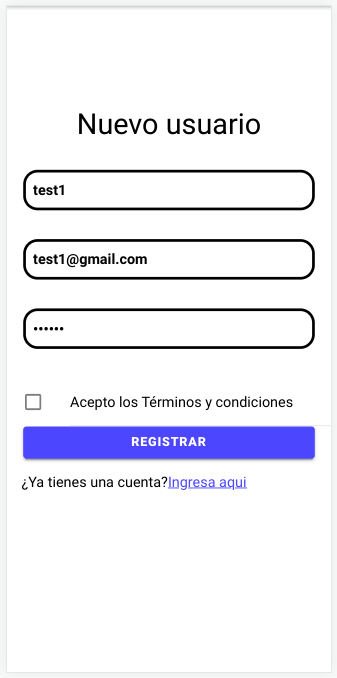 Nuevo usuario
test1
test1@gmail.com
••••••
Acepto los Términos y condiciones
REGISTRAR
¿Ya tienes una cuenta?Ingresa aqui